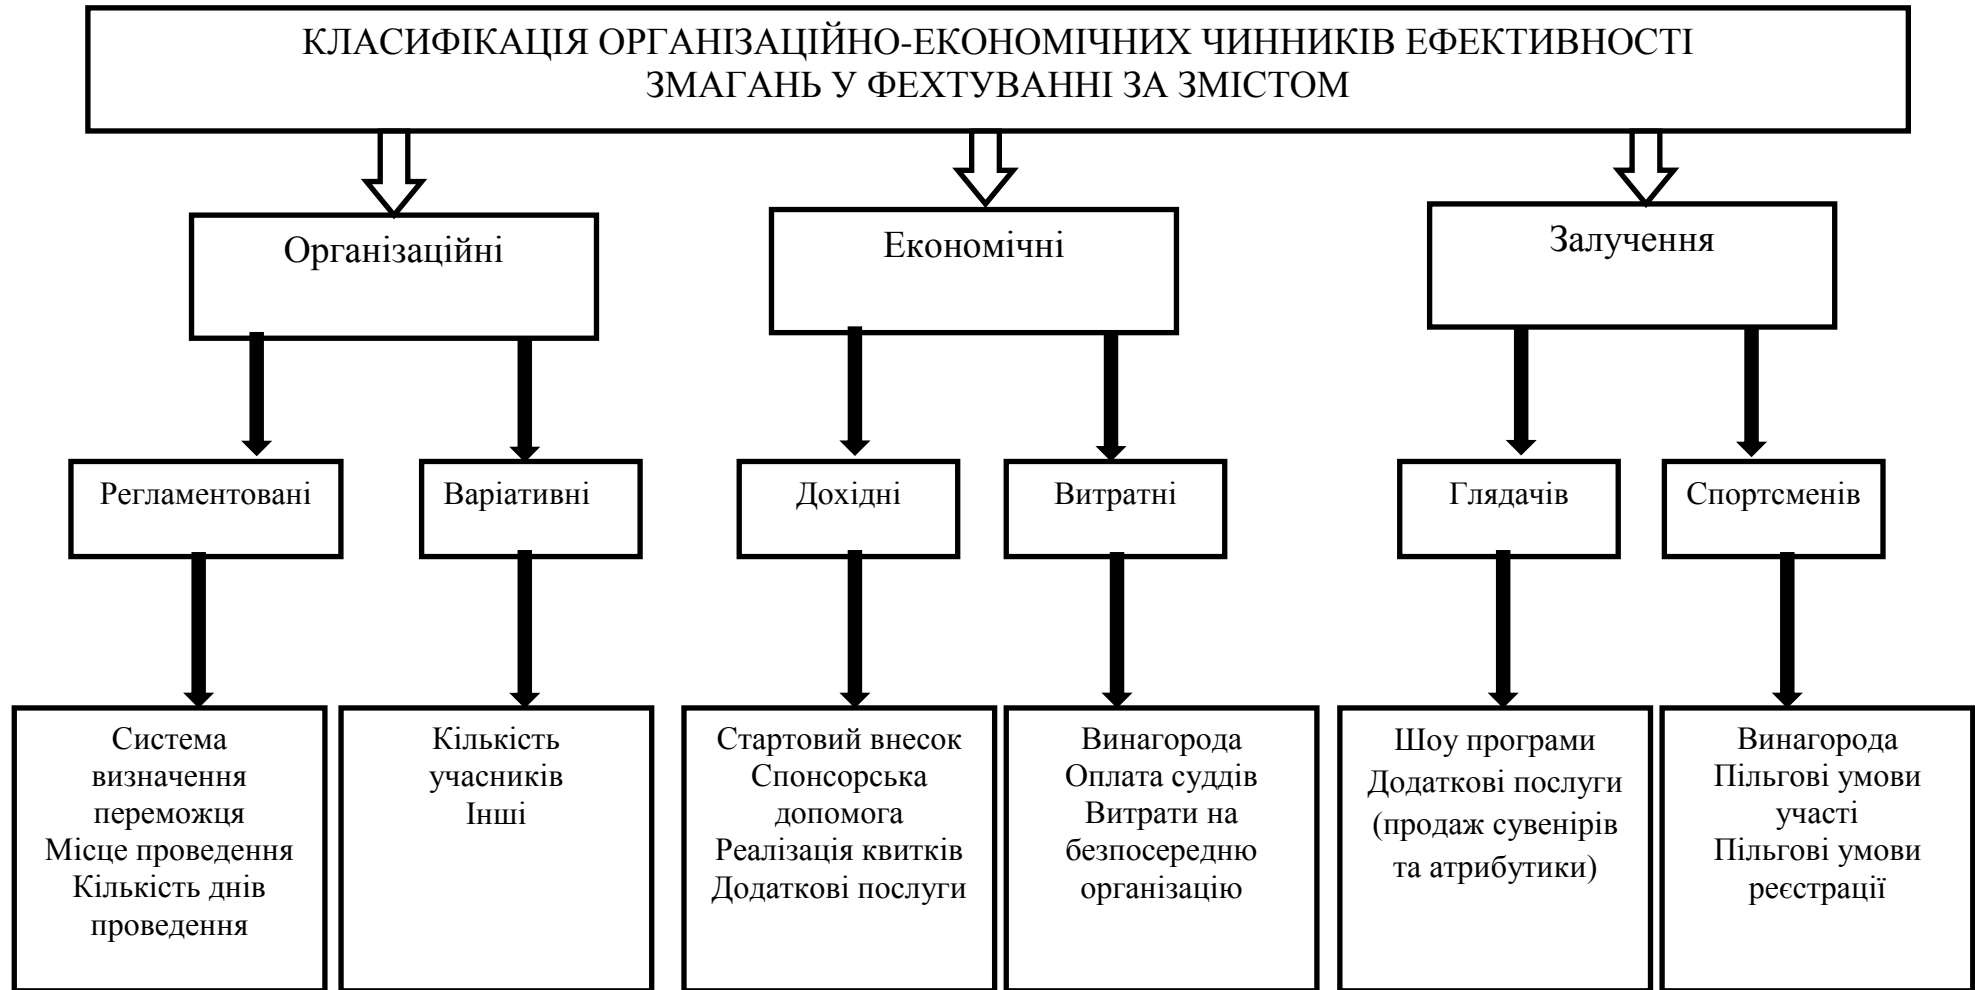 КЛАСИФІКАЦІЯ ОРГАНІЗАЦІЙНО-ЕКОНОМІЧНИХ ЧИННИКІВ ЕФЕКТИВНОСТІ
ЗМАГАНЬ У ФЕХТУВАННІ ЗА ЗМІСТОМ
Організаційні
Економічні
Залучення
Регламентовані
Варіативні
Дохідні
Витратні
Глядачів
Спортсменів
Система
визначення
переможця
Місце проведення
Кількість днів
проведення
Кількість
учасників
Інші
Стартовий внесок
Спонсорська
допомога
Реалізація квитків
Додаткові послуги
Винагорода
Оплата суддів
Витрати на
безпосередню
організацію
Шоу програми
Додаткові послуги
(продаж сувенірів
та атрибутики)
Винагорода
Пільгові умови
участі
Пільгові умови
реєстрації